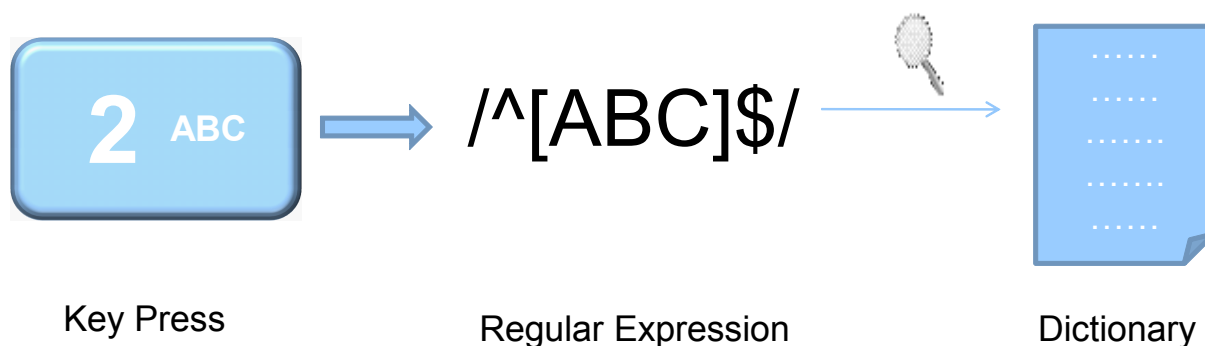 2 ABC
/^[ABC]$/
......
......
.......
.......
......
Key Press
Regular Expression
Dictionary